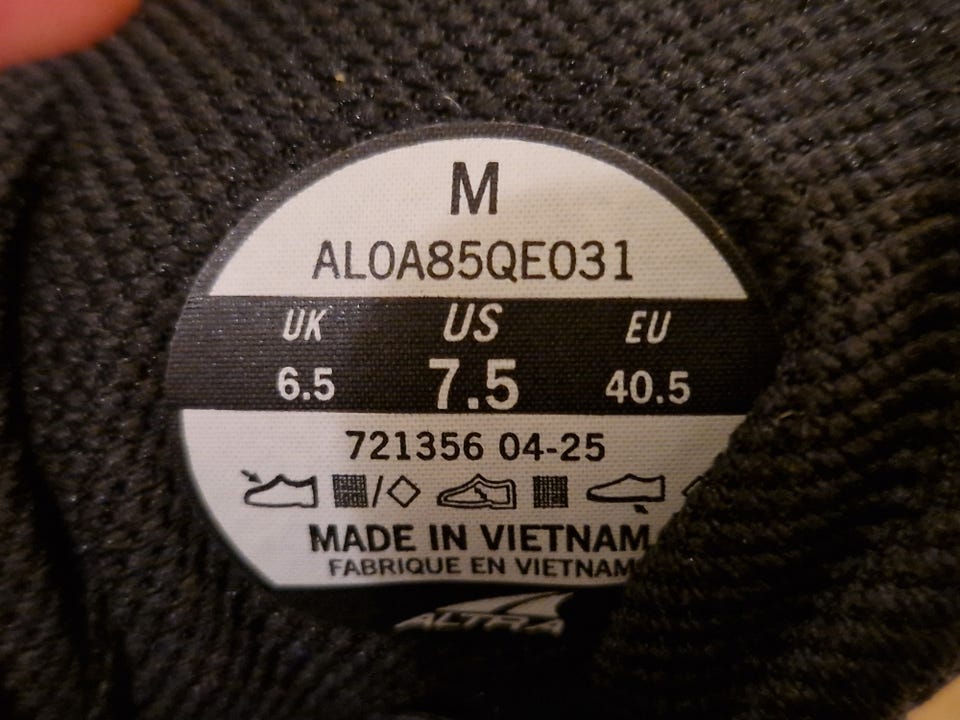 M
AL0A85QE031
UK US EU
6.5 7.5 40.5
721356 04-25
MADE IN VIETNAM
FABRIQUE EN VIETNAM
ALTRA